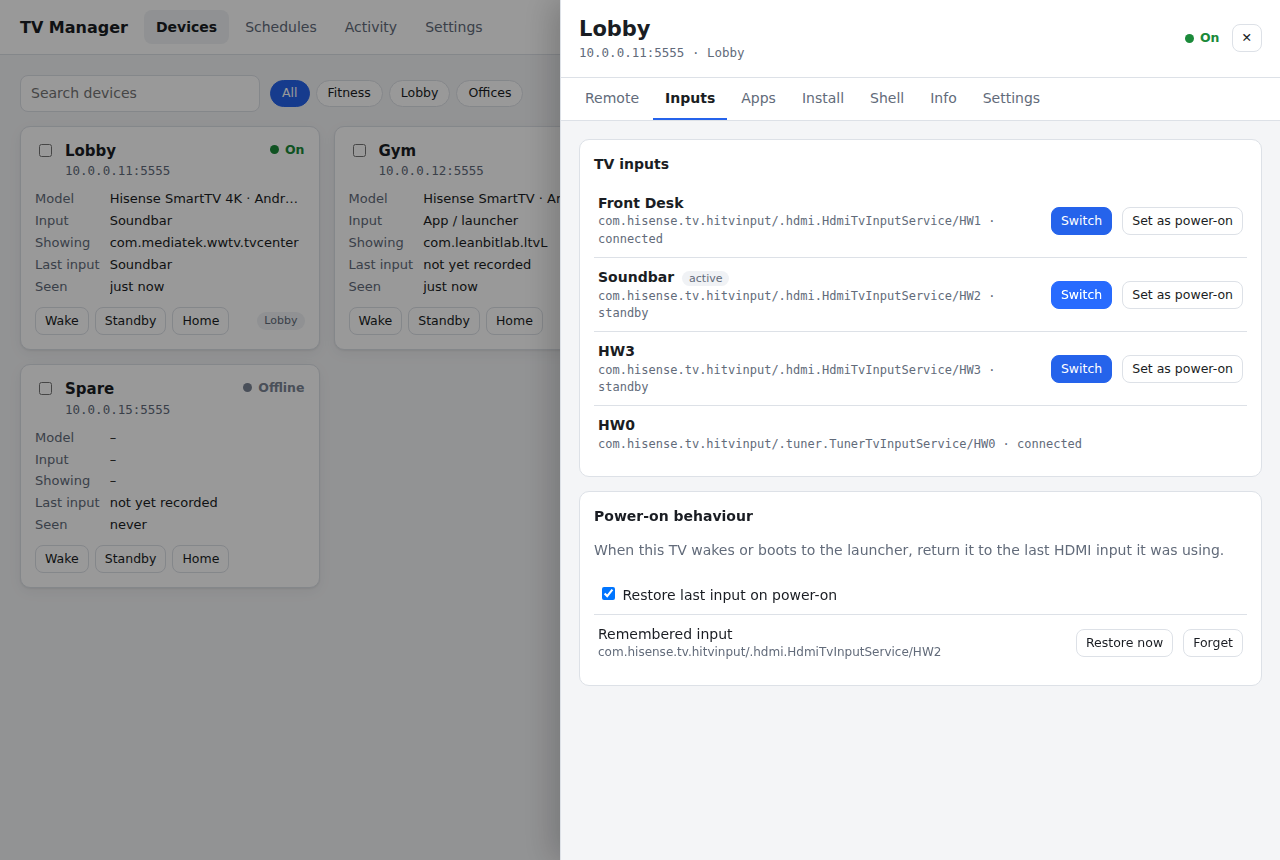 TV Manager
Devices
Schedules
Activity
Settings
Search devices
All
Fitness
Lobby
Offices
Lobby
On
10.0.0.11:5555
Model Hisense SmartTV 4K · Andr...
Input Soundbar
Showing com.mediatek.wwtv.tvcenter
Last input Soundbar
Seen just now
Wake
Standby
Home
Lobby
Gym
10.0.0.12:5555
Model Hisense SmartTV · An
Input App / launcher
Showing com.leanbitlab.ltvL
Last input not yet recorded
Seen just now
Wake
Standby
Home
Spare
Offline
10.0.0.15:5555
Model –
Input –
Showing –
Last input not yet recorded
Seen never
Wake
Standby
Home
Lobby
10.0.0.11:5555 · Lobby
On
×
Remote
Inputs
Apps
Install
Shell
Info
Settings
TV inputs
Front Desk
com.hisense.tv.hitvinput/.hdmi.HdmiTvInputService/HW1 ·
connected
Switch
Set as power-on
Soundbar active
com.hisense.tv.hitvinput/.hdmi.HdmiTvInputService/HW2 ·
standby
Switch
Set as power-on
HW3
com.hisense.tv.hitvinput/.hdmi.HdmiTvInputService/HW3 ·
standby
Switch
Set as power-on
HW0
com.hisense.tv.hitvinput/.tuner.TunerTvInputService/HW0 · connected
Power-on behaviour
When this TV wakes or boots to the launcher, return it to the last HDMI input it was using.
Restore last input on power-on
Remembered input
com.hisense.tv.hitvinput/.hdmi.HdmiTvInputService/HW2
Restore now
Forget